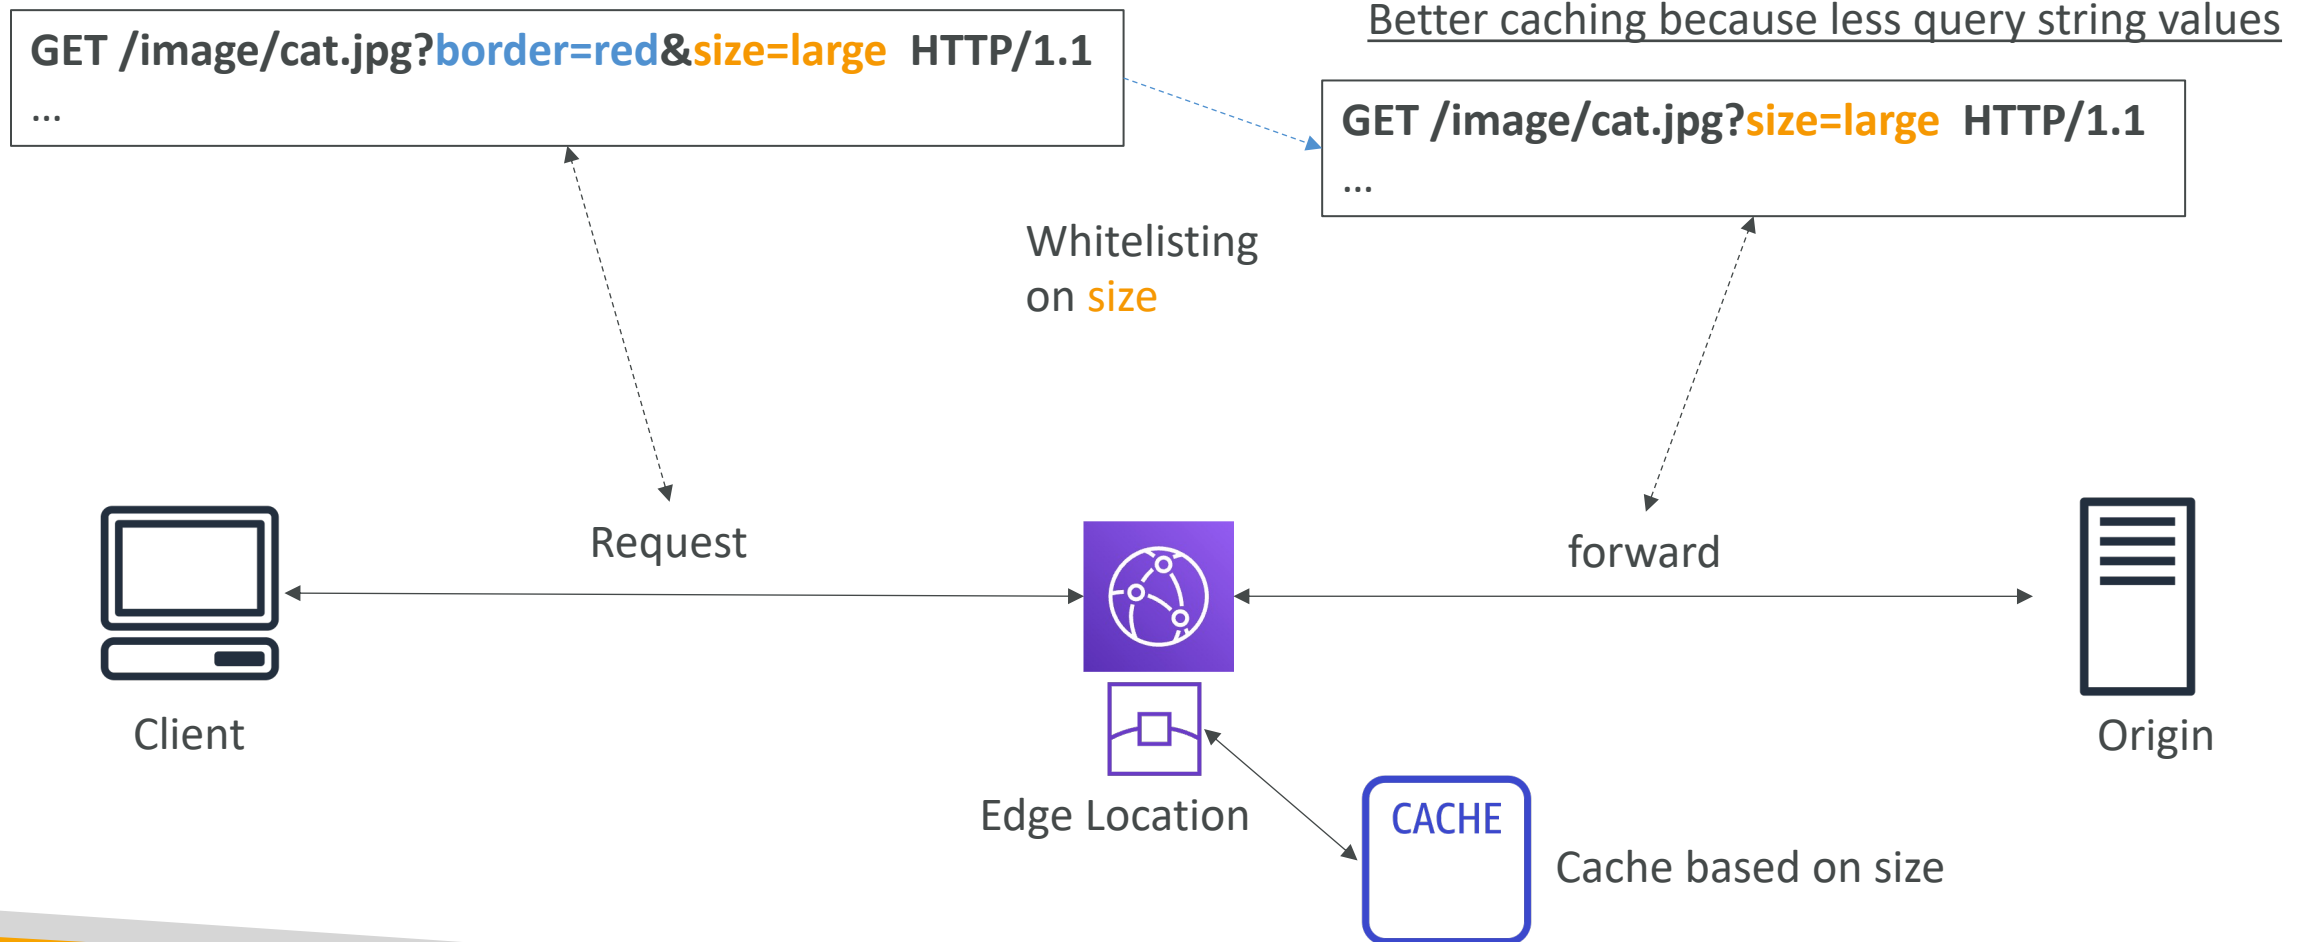 Better caching because less query string values
GET /image/cat.jpg?border=red&size=large HTTP/1.1
...
GET /image/cat.jpg?size=large HTTP/1.1
...
Whitelisting
on size
Request
forward
Client
Origin
Edge Location
CACHE
Cache based on size